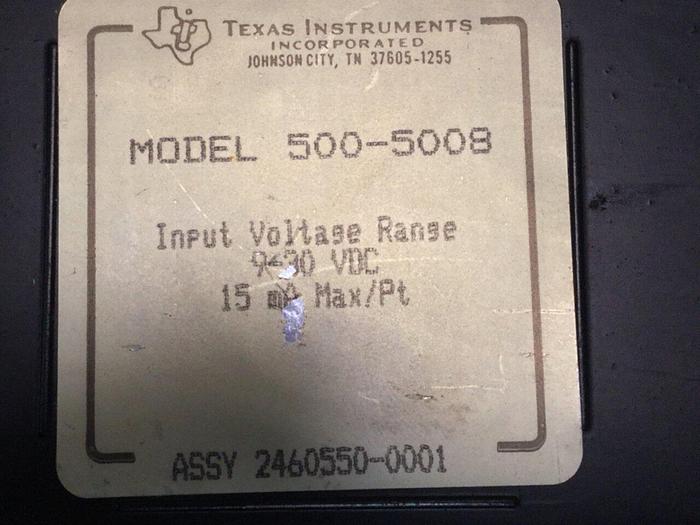 TEXAS INSTRUMENTS
INCORPORATED
JOHNSON CITY, TN 37605-1255
MODEL 500-5008
Input Voltage Range
9-30 VDC
15 mA Max/Pt
ASSY 2460550-0001